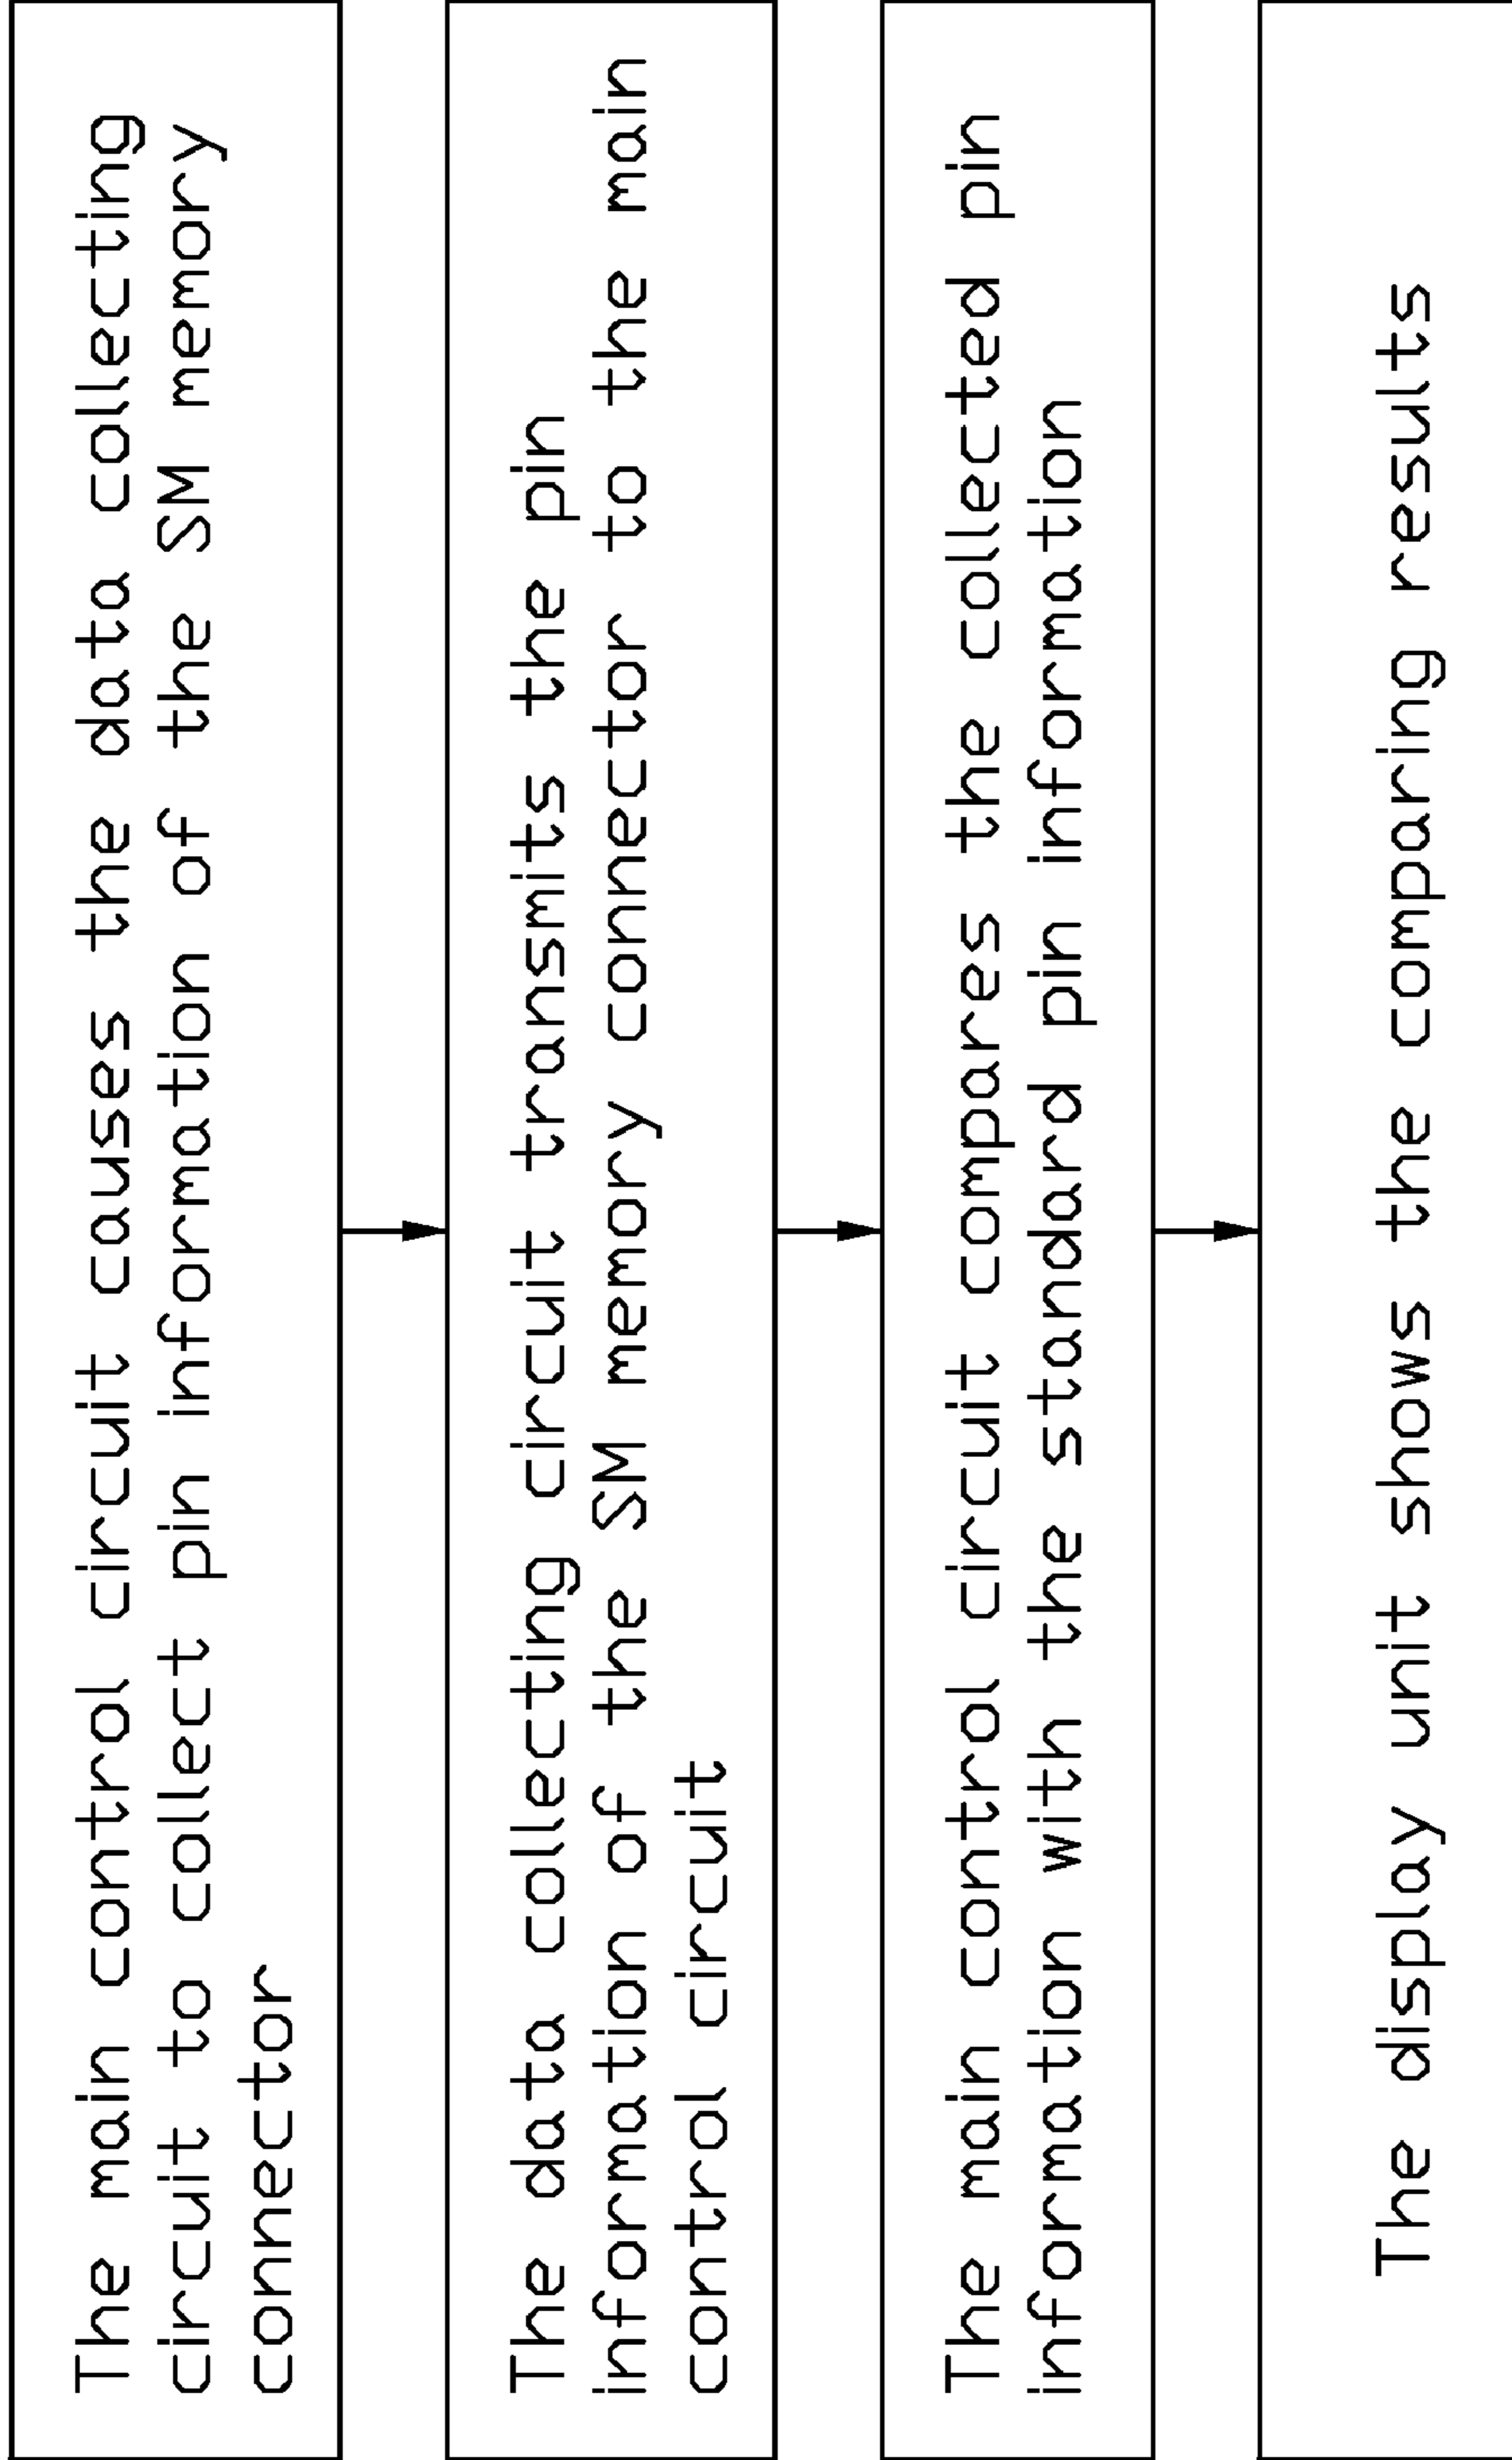 The main control circuit causes the data collecting
circuit to collect pin information of the SM memory
connector
The data collecting circuit transmits the pin
information of the SM memory connector to the main
control circuit
The main control circuit compares the collected pin
information with the standard pin information
The display unit shows the comparing results